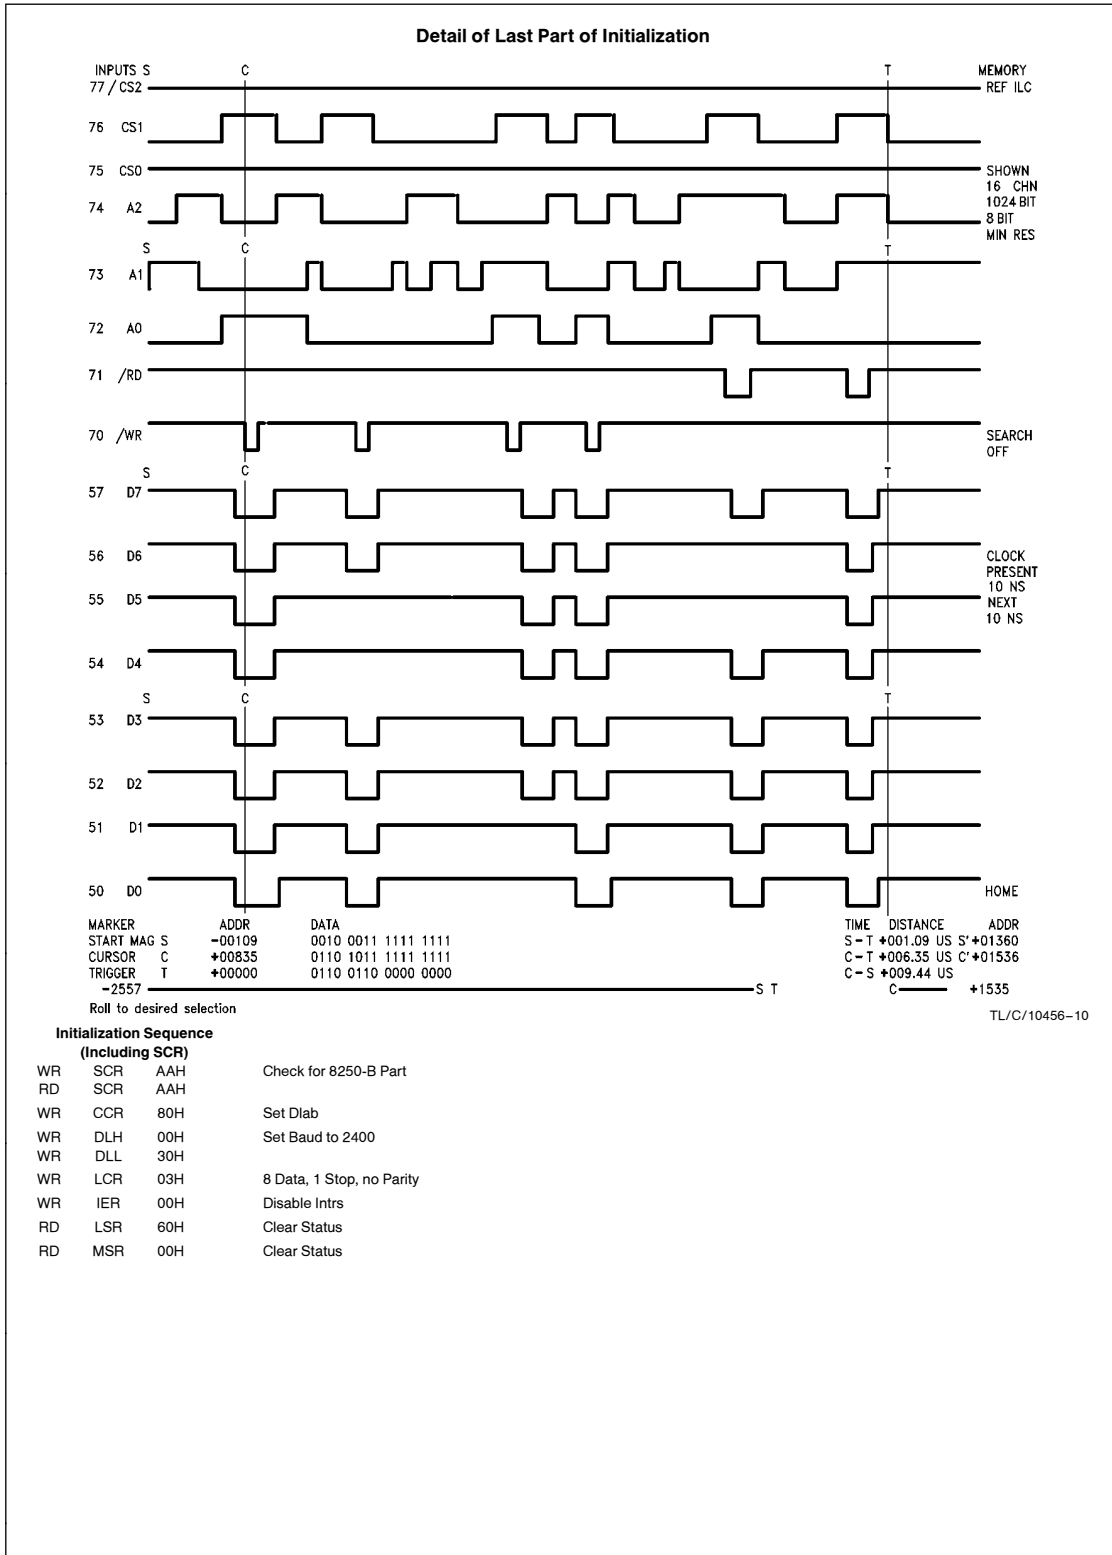 Detail of Last Part of Initialization
INPUTS S C T MEMORY
77 / CS2 REF ILC
76 CS1
75 CS0 SHOWN
16 CHN
74 A2 1024 BIT
8 BIT
MIN RES
S C T
73 A1
72 A0
71 /RD
70 /WR SEARCH
OFF
S C T
57 D7
56 D6 CLOCK
PRESENT
10 NS
55 D5 NEXT
10 NS
54 D4
S C T
53 D3
52 D2
51 D1
50 D0 HOME
MARKER ADDR DATA TIME DISTANCE ADDR
START MAG S -00109 0010 0011 1111 1111 S-T +001.09 US S'+01360
CURSOR C +00835 0110 1011 1111 1111 C-T +006.35 US C'+01536
TRIGGER T +00000 0110 0110 0000 0000 C-S +009.44 US
-2557 S T C +1535
Roll to desired selection
TL/C/10456–10
Initialization Sequence
(Including SCR)
WR SCR AAH Check for 8250-B Part
RD SCR AAH
WR CCR 80H Set Dlab
WR DLH 00H Set Baud to 2400
WR DLL 30H
WR LCR 03H 8 Data, 1 Stop, no Parity
WR IER 00H Disable Intrs
RD LSR 60H Clear Status
RD MSR 00H Clear Status